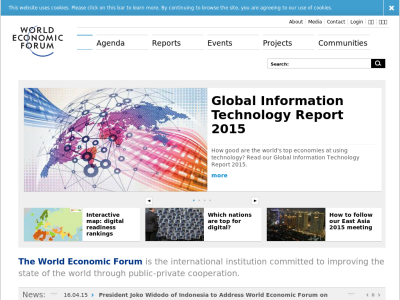 This website uses cookies. Please click on this bar to learn more. By continuing to browse the site, you are agreeing to our use of cookies.
×
About | Media | Contact | Login |
WORLD
ECONOMIC
FORUM
Agenda Reports Events Projects Communities
Search:
Global Information
Technology Report
2015
How good are the world's top economies at using
technology? Read our Global Information Technology
Report 2015.
more
Interactive
map: digital
readiness
rankings
Which nations
are top for
digital?
How to follow
our East Asia
2015 meeting
The World Economic Forum is the international institution committed to improving the
state of the world through public-private cooperation.
News: 16.04.15 President Joko Widodo of Indonesia to Address World Economic Forum on